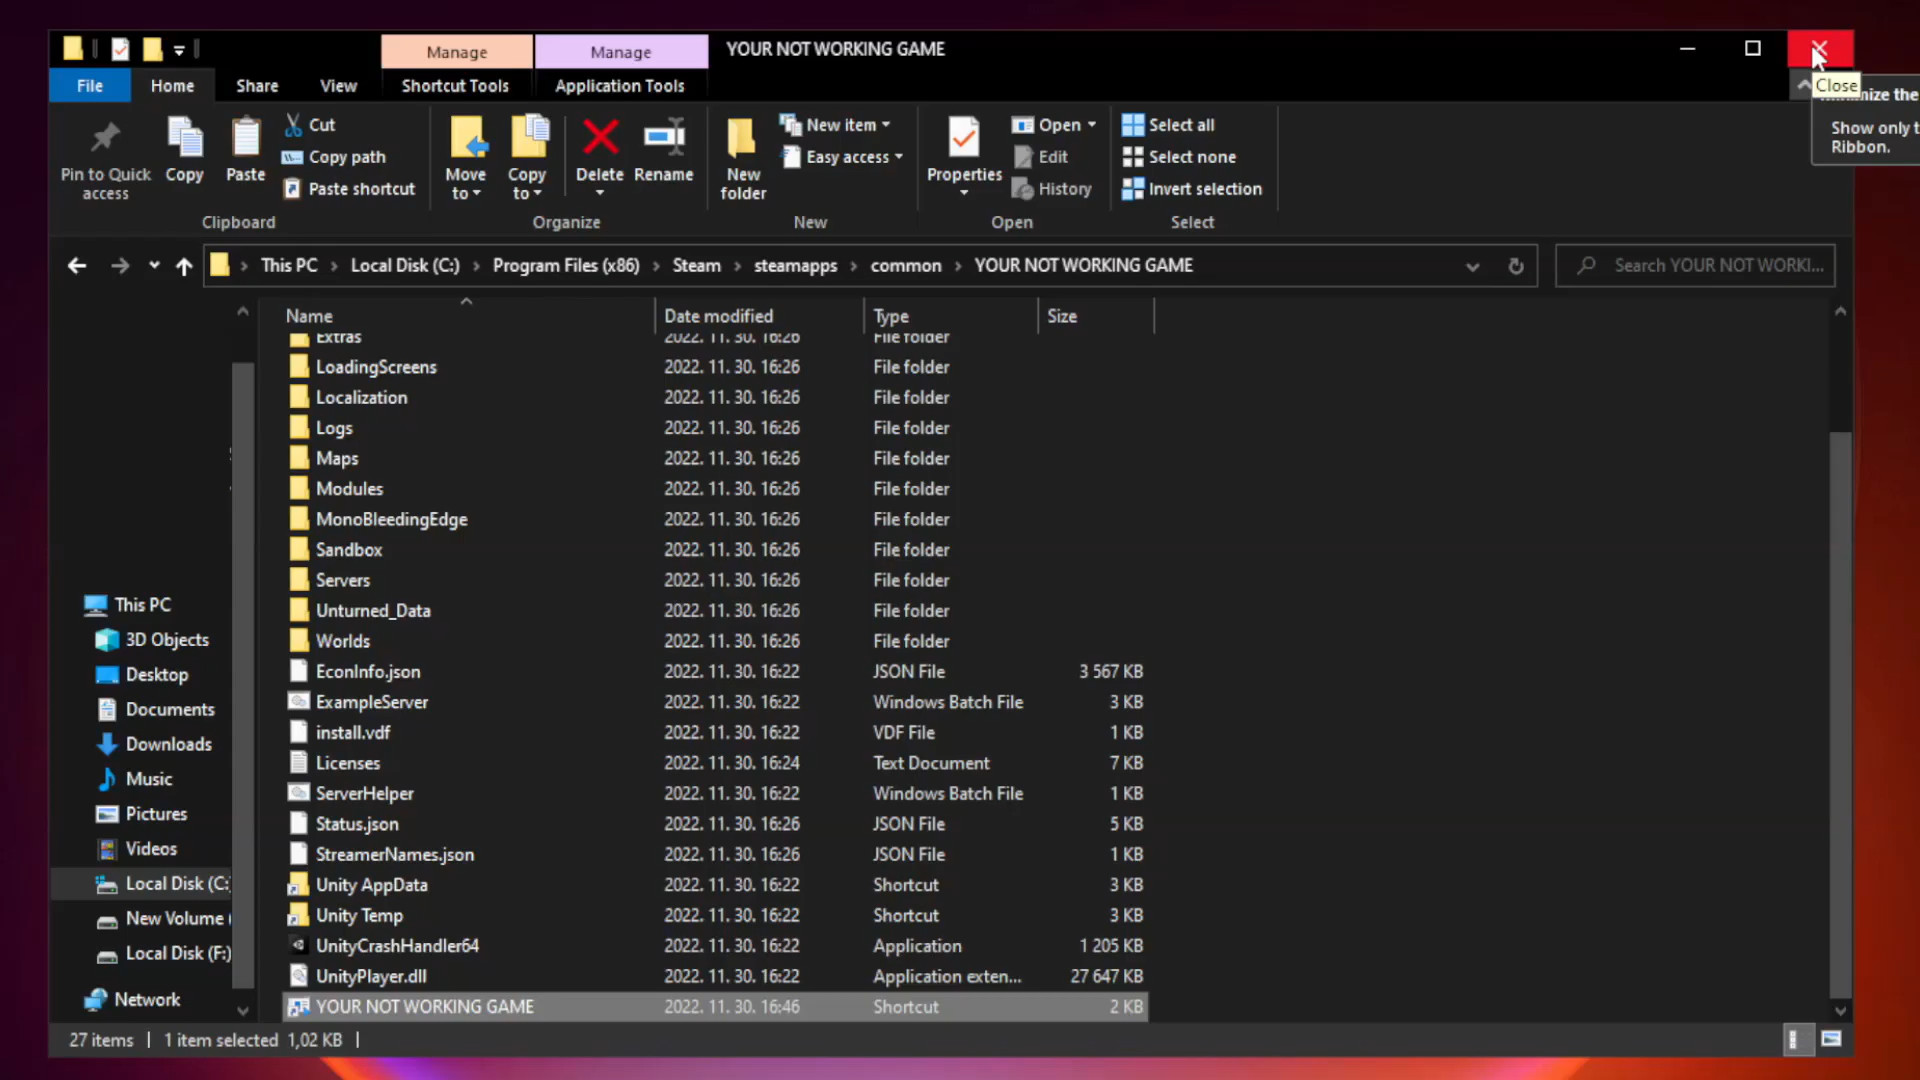 Manage
Manage
YOUR NOT WORKING GAME
File
Home
Share
View
Shortcut Tools
Application Tools
Close
the
Show only t
Ribbon.
Pin to Quick
access
Copy
Paste
Cut
Copy path
Paste shortcut
Clipboard
Move
to
Copy
to
Delete
Rename
Organize
New
folder
New item
Easy access
New
Properties
Open
Edit
History
Open
Select all
Select none
Invert selection
Select
This PC
Local Disk (C:)
Program Files (x86)
Steam
steamapps
common
YOUR NOT WORKING GAME
Search YOUR NOT WORKI...
Name
Date modified
Type
Size
Extras 2022. 11. 30. 16:26 File folder
LoadingScreens 2022. 11. 30. 16:26 File folder
Localization 2022. 11. 30. 16:26 File folder
Logs 2022. 11. 30. 16:26 File folder
Maps 2022. 11. 30. 16:26 File folder
Modules 2022. 11. 30. 16:26 File folder
MonoBleedingEdge 2022. 11. 30. 16:26 File folder
Sandbox 2022. 11. 30. 16:26 File folder
Servers 2022. 11. 30. 16:26 File folder
Unturned_Data 2022. 11. 30. 16:26 File folder
Worlds 2022. 11. 30. 16:26 File folder
EconInfo.json 2022. 11. 30. 16:22 JSON File 3 567 KB
ExampleServer 2022. 11. 30. 16:22 Windows Batch File 3 KB
install.vdf 2022. 11. 30. 16:22 VDF File 1 KB
Licenses 2022. 11. 30. 16:24 Text Document 7 KB
ServerHelper 2022. 11. 30. 16:22 Windows Batch File 1 KB
Status.json 2022. 11. 30. 16:26 JSON File 5 KB
StreamerNames.json 2022. 11. 30. 16:26 JSON File 1 KB
Unity AppData 2022. 11. 30. 16:22 Shortcut 3 KB
Unity Temp 2022. 11. 30. 16:22 Shortcut 3 KB
UnityCrashHandler64 2022. 11. 30. 16:22 Application 1 205 KB
UnityPlayer.dll 2022. 11. 30. 16:22 Application exten... 27 647 KB
YOUR NOT WORKING GAME 2022. 11. 30. 16:46 Shortcut 2 KB
This PC
3D Objects
Desktop
Documents
Downloads
Music
Pictures
Videos
Local Disk (C:
New Volume (
Local Disk (F:)
Network
27 items
1 item selected 1,02 KB